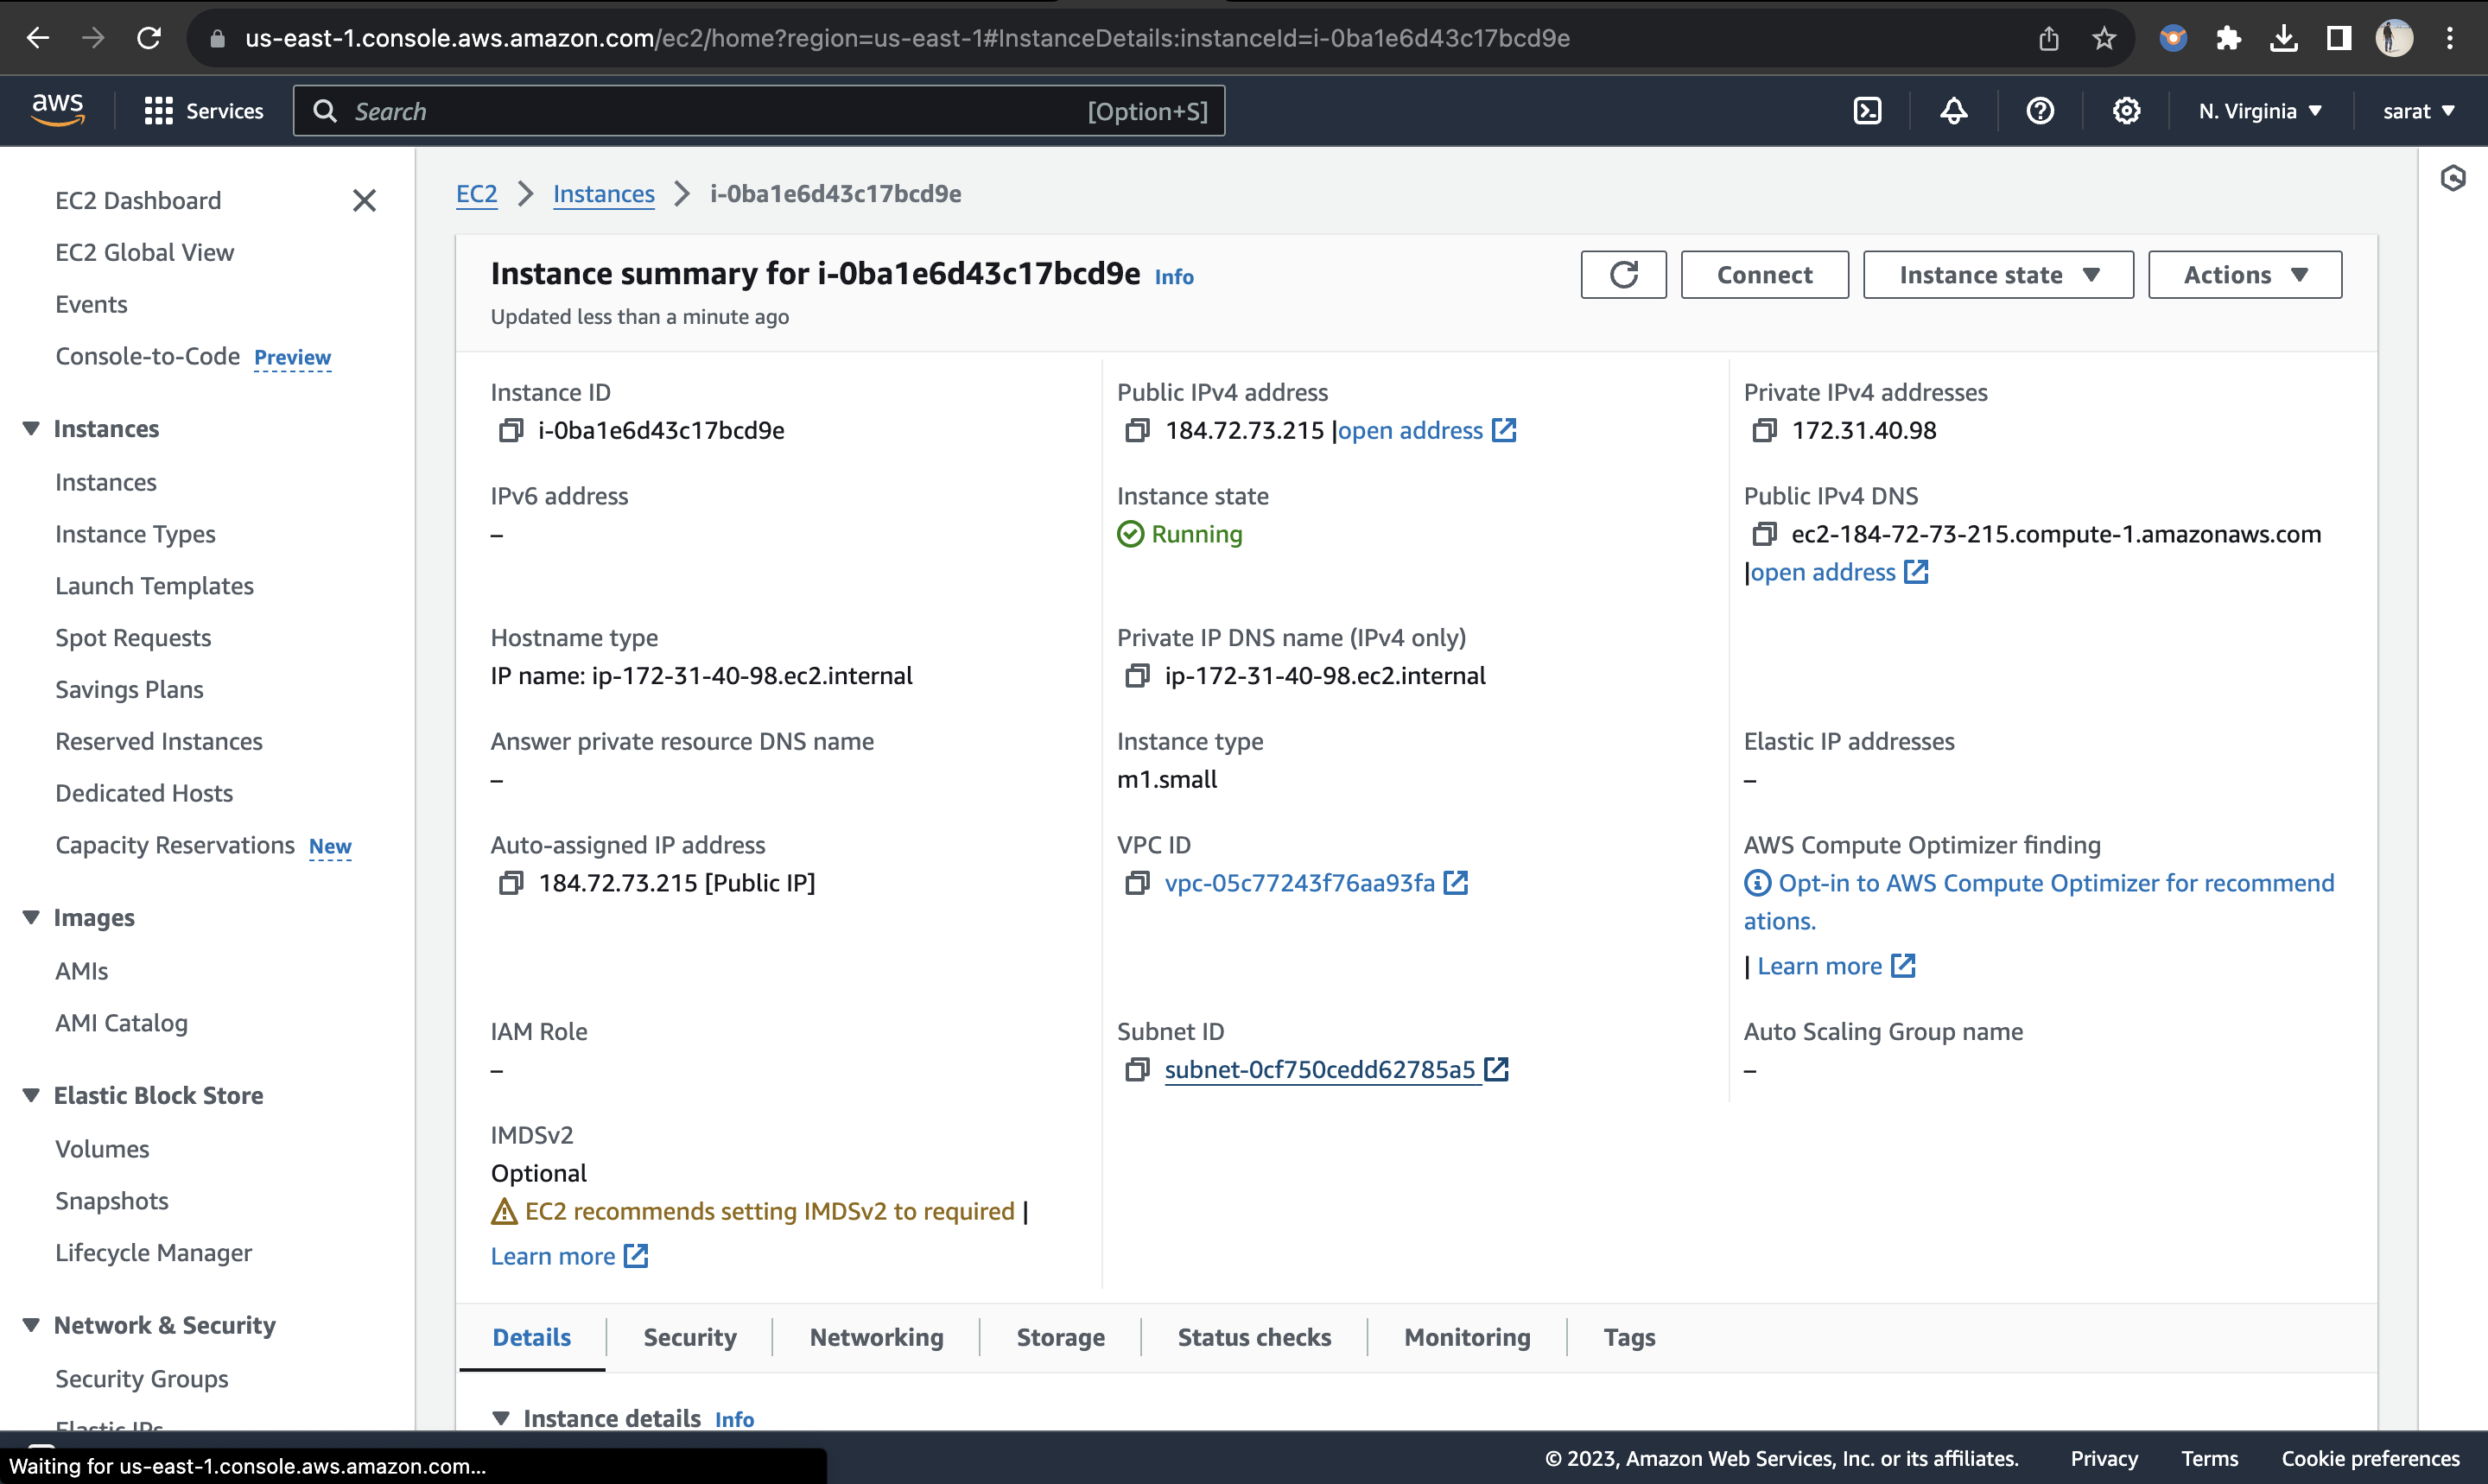 us-east-1.console.aws.amazon.com/ec2/home?region=us-east-1#InstanceDetails:instanceId=i-0ba1e6d43c17bcd9e
aws
Services
Search
[Option+S]
N. Virginia
sarat
EC2 Dashboard
EC2 Global View
Events
Console-to-Code Preview
Instances
Instances
Instance Types
Launch Templates
Spot Requests
Savings Plans
Reserved Instances
Dedicated Hosts
Capacity Reservations New
Images
AMIs
AMI Catalog
Elastic Block Store
Volumes
Snapshots
Lifecycle Manager
Network & Security
Security Groups
Elastic IPs
EC2
Instances
i-0ba1e6d43c17bcd9e
Instance summary for i-0ba1e6d43c17bcd9e Info
Updated less than a minute ago
Connect
Instance state
Actions
Instance ID
i-0ba1e6d43c17bcd9e
Public IPv4 address
184.72.73.215 |open address
Private IPv4 addresses
172.31.40.98
IPv6 address
–
Instance state
Running
Public IPv4 DNS
ec2-184-72-73-215.compute-1.amazonaws.com
|open address
Hostname type
IP name: ip-172-31-40-98.ec2.internal
Private IP DNS name (IPv4 only)
ip-172-31-40-98.ec2.internal
Answer private resource DNS name
–
Instance type
m1.small
Elastic IP addresses
–
Auto-assigned IP address
184.72.73.215 [Public IP]
VPC ID
vpc-05c77243f76aa93fa
AWS Compute Optimizer finding
Opt-in to AWS Compute Optimizer for recommend
ations.
| Learn more
IAM Role
–
Subnet ID
subnet-0cf750cedd62785a5
Auto Scaling Group name
–
IMDSv2
Optional
EC2 recommends setting IMDSv2 to required |
Learn more
Details
Security
Networking
Storage
Status checks
Monitoring
Tags
Instance details Info
© 2023, Amazon Web Services, Inc. or its affiliates.
Privacy
Terms
Cookie preferences
Waiting for us-east-1.console.aws.amazon.com...